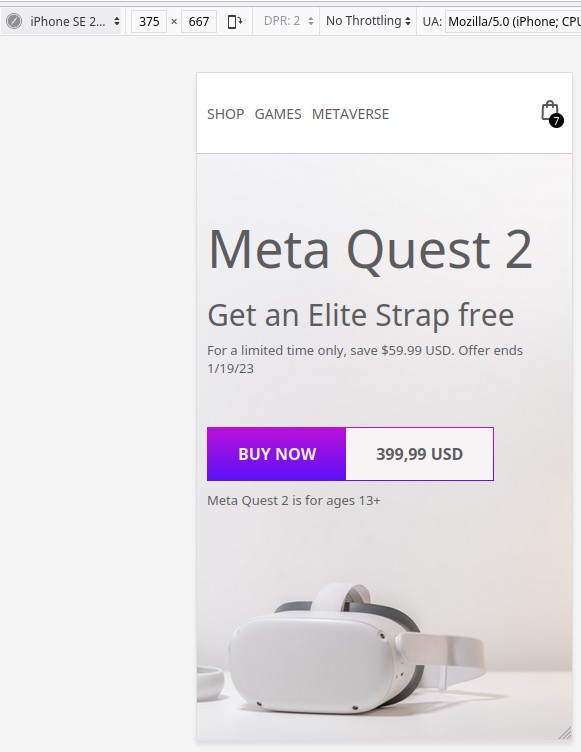 iPhone SE 2... 375 × 667 DPR: 2 No Throttling UA: Mozilla/5.0 (iPhone; CPU
SHOP GAMES METAVERSE
7
Meta Quest 2
Get an Elite Strap free
For a limited time only, save $59.99 USD. Offer ends
1/19/23
BUY NOW 399,99 USD
Meta Quest 2 is for ages 13+